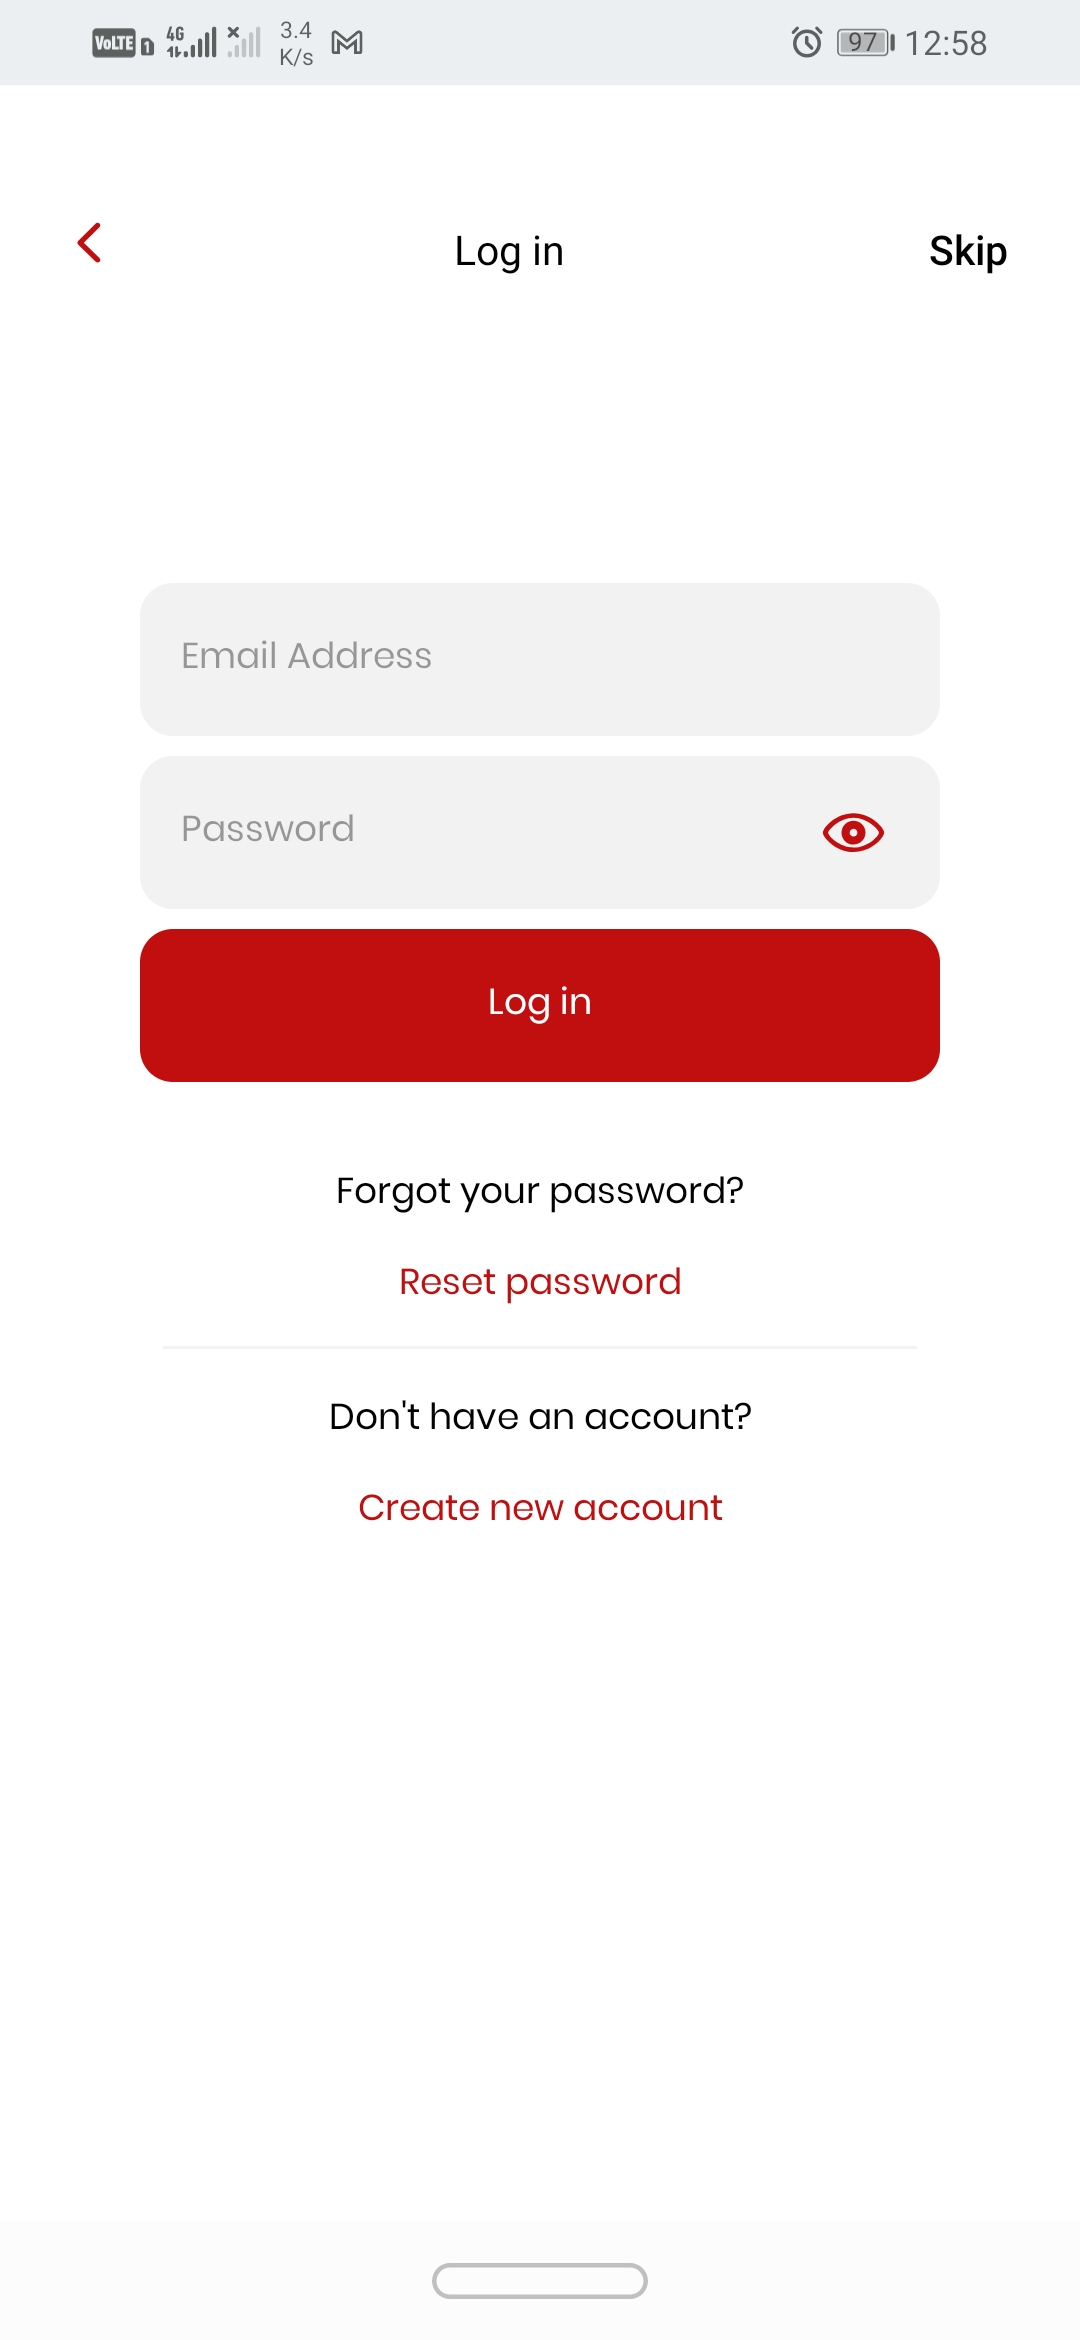 VoLTE 1 4G 3.4 K/s 97 12:58
Log in Skip
Email Address
Password
Log in
Forgot your password?
Reset password
Don't have an account?
Create new account